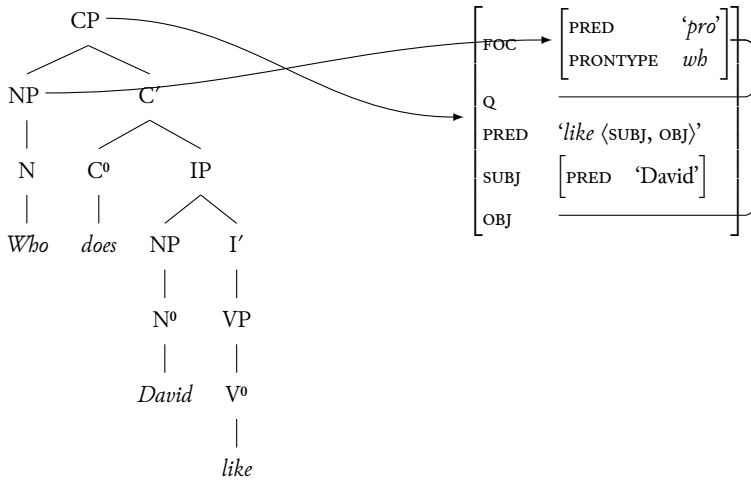 CP
NP C′
N C⁰ IP
Who does NP I′
N⁰ VP
David V⁰
like
FOC PRED ‘pro’
PRONTYPE wh
Q
PRED ‘like ⟨SUBJ, OBJ⟩’
SUBJ PRED ‘David’
OBJ